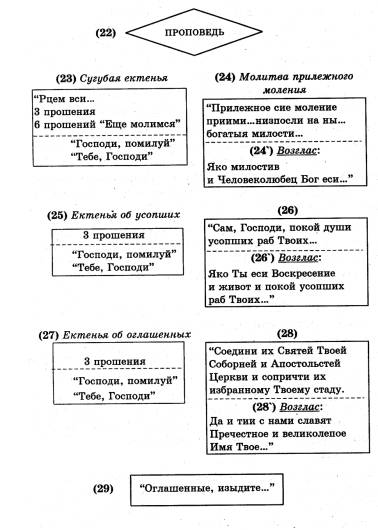 (22) ПРОПОВЕДЬ
(23) Сугубая ектенья
“Рцем вси...
3 прошения
6 прошений “Еще молимся”
“Господи, помилуй”
“Тебе, Господи”
(24) Молитва прилежного
моления
“Прилежное сие моление
приими...низпосли на ны...
богатыя милости...
(24`) Возглас:
Яко милостив
и Человеколюбец Бог еси...”
(25) Ектенья об усопших
3 прошения
“Господи, помилуй”
“Тебе, Господи”
(26)
“Сам, Господи, покой души
усопших раб Твоих...
(26`) Возглас:
Яко Ты еси Воскресение
и живот и покой усопших
раб Твоих...”
(27) Ектенья об оглашенных
3 прошения
“Господи, помилуй”
“Тебе, Господи”
(28)
“Соедини их Святей Твоей
Соборней и Апостольстей
Церкви и сопричти их
избранному Твоему стаду.
(28`) Возглас:
Да и тии с нами славят
Пречестное и великолепое
Имя Твое...”
(29) “Оглашенные, изыдите...”